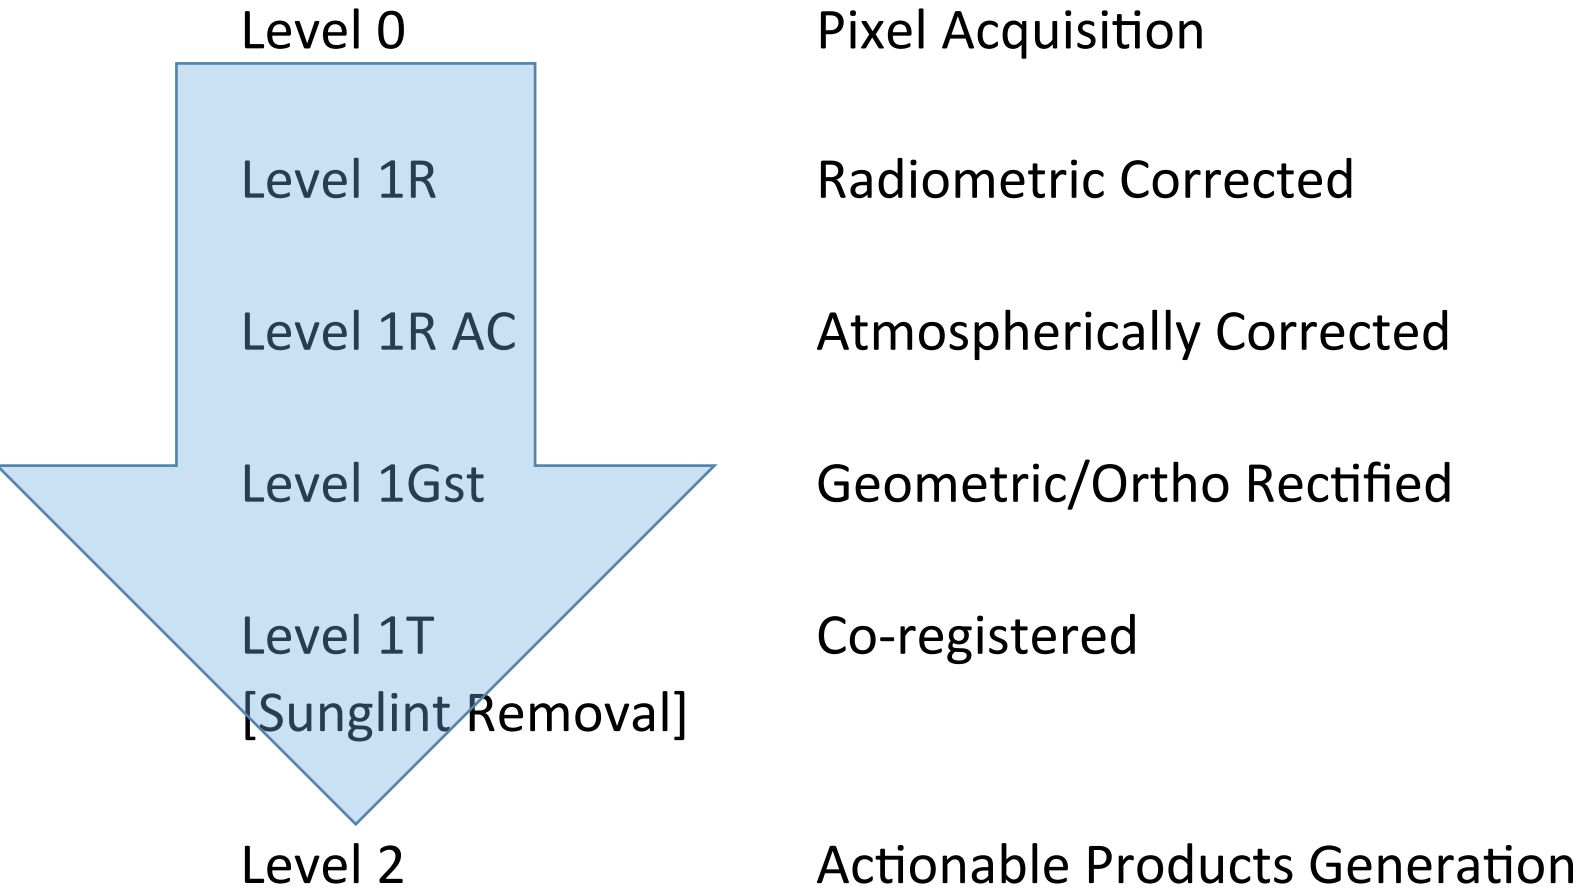 Level 0 Pixel Acquisition
Level 1R Radiometric Corrected
Level 1R AC Atmospherically Corrected
Level 1Gst Geometric/Ortho Rectified
Level 1T Co-registered
[Sunglint Removal]
Level 2 Actionable Products Generation